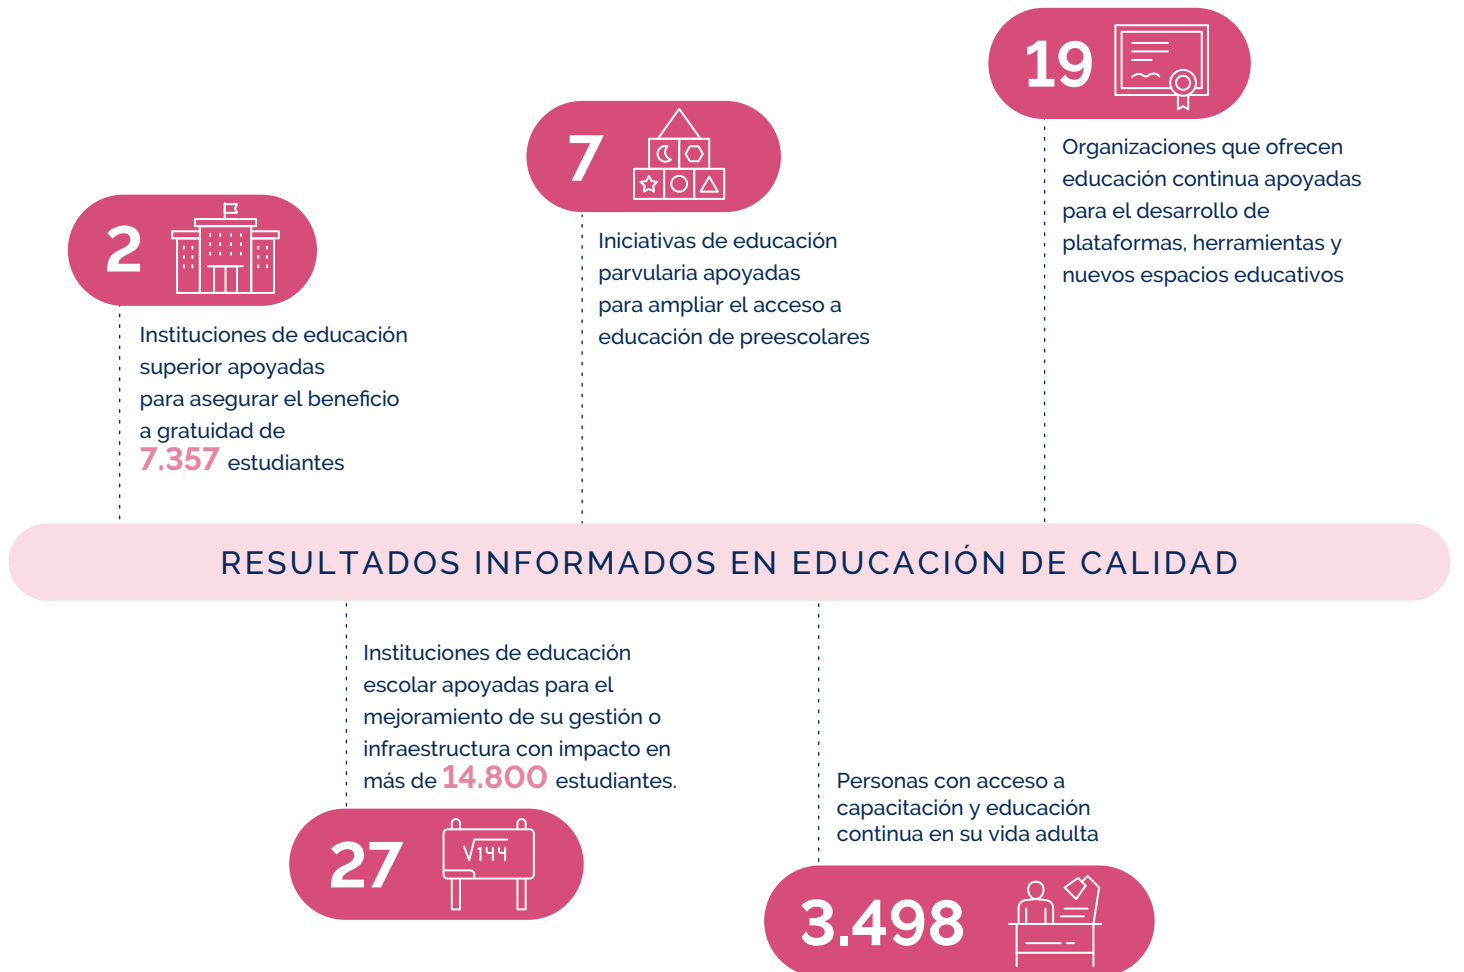 2
Instituciones de educación
superior apoyadas
para asegurar el beneficio
a gratuidad de
7.357 estudiantes
7
Iniciativas de educación
parvularia apoyadas
para ampliar el acceso a
educación de preescolares
19
Organizaciones que ofrecen
educación continua apoyadas
para el desarrollo de
plataformas, herramientas y
nuevos espacios educativos
RESULTADOS INFORMADOS EN EDUCACIÓN DE CALIDAD
Instituciones de educación
escolar apoyadas para el
mejoramiento de su gestión o
infraestructura con impacto en
más de 14.800 estudiantes.
27
√144
Personas con acceso a
capacitación y educación
continua en su vida adulta
3.498